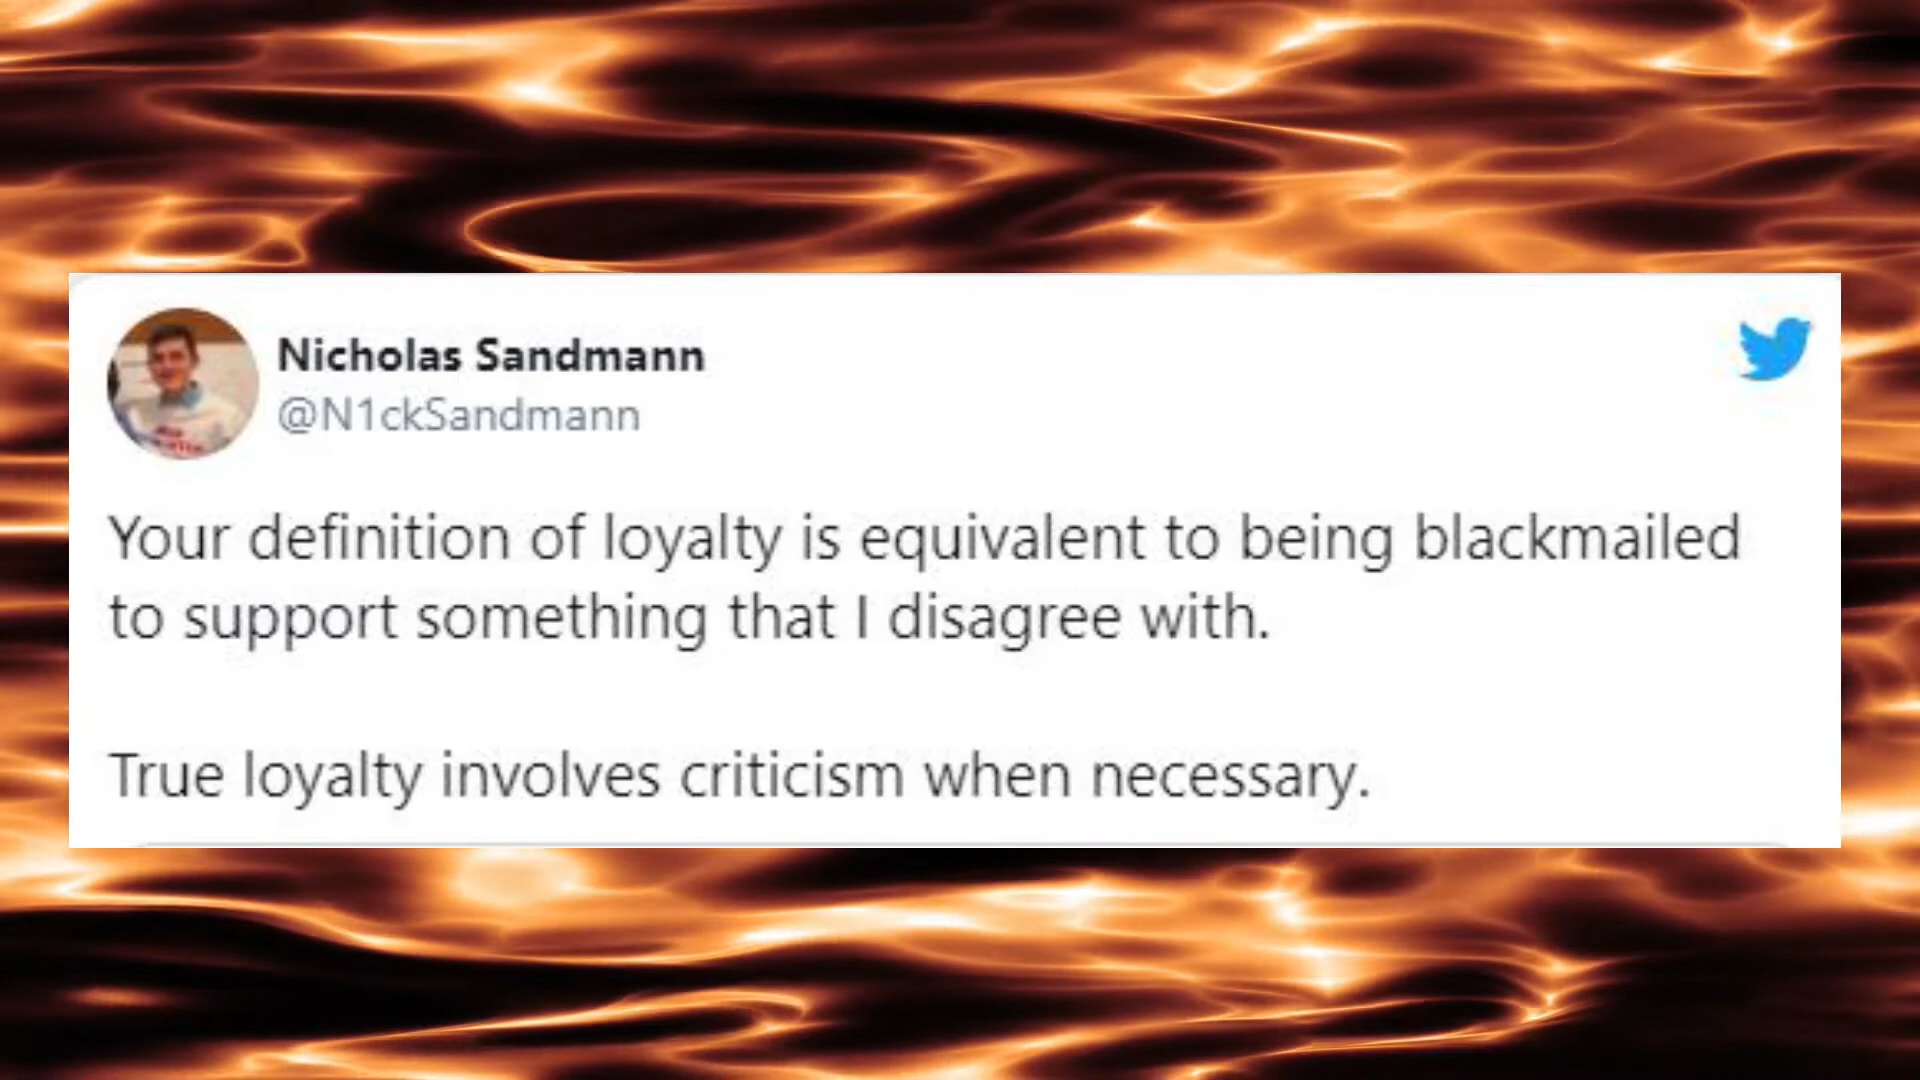 Nicholas Sandmann
@N1ckSandmann
Your definition of loyalty is equivalent to being blackmailed
to support something that I disagree with.
True loyalty involves criticism when necessary.